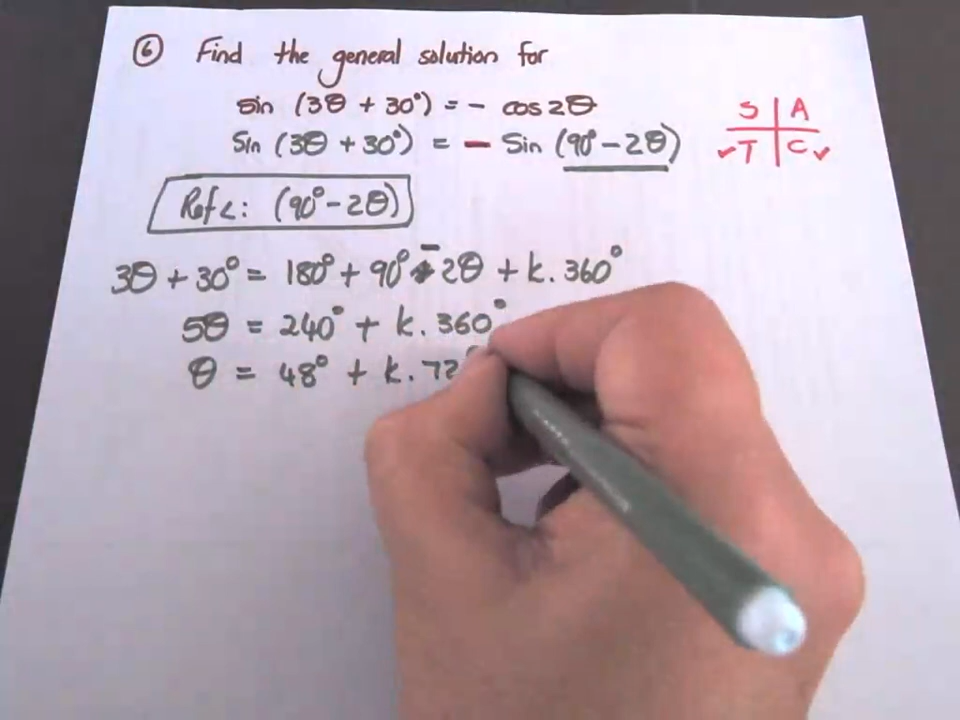 ⑥ Find the general solution for
sin (3θ + 30°) = - cos 2θ
Sin (3θ + 30°) = - Sin (90° - 2θ)
S A
✓T C✓
Ref∠: (90° - 2θ)
3θ + 30° = 180° + 90° - 2θ + k. 360°
5θ = 240° + k. 360°
θ = 48° + k. 72°